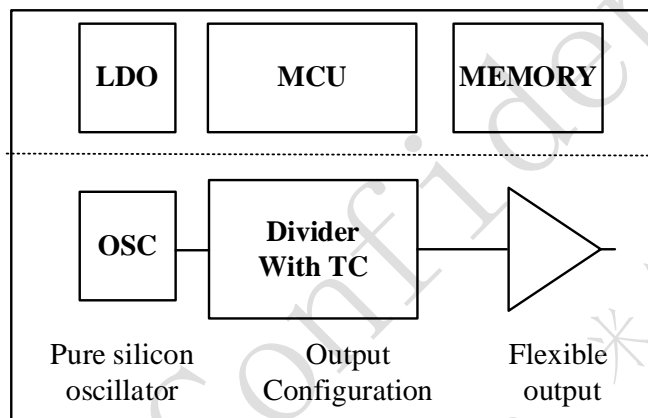 LDO
MCU
MEMORY
OSC
Divider
With TC
Pure silicon
oscillator
Output
Configuration
Flexible
output